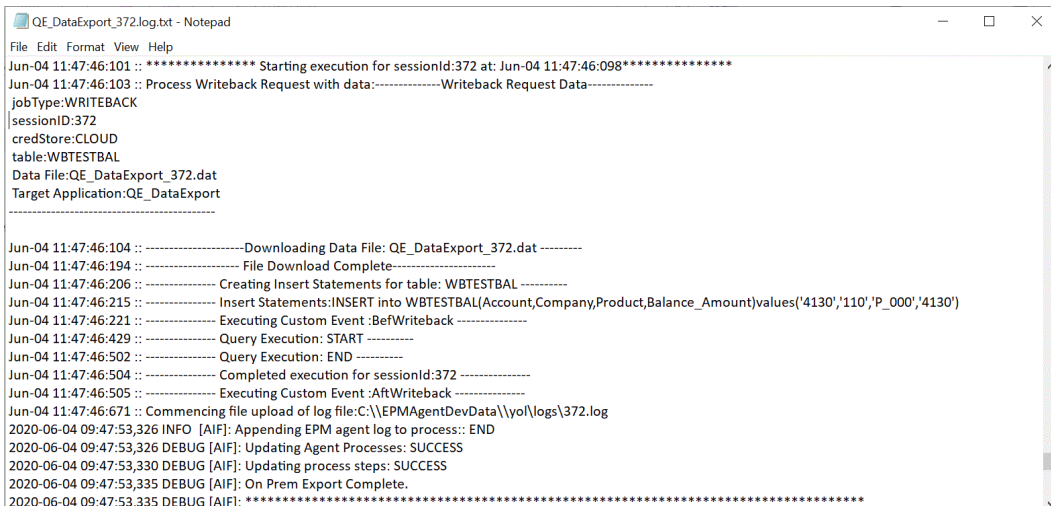 QE_DataExport_372.log.txt - Notepad
File Edit Format View Help
Jun-04 11:47:46:101 :: *************** Starting execution for sessionId:372 at: Jun-04 11:47:46:098***************
Jun-04 11:47:46:103 :: Process Writeback Request with data:--------------Writeback Request Data--------------
jobType:WRITEBACK
sessionID:372
credStore:CLOUD
table:WBTESTBAL
Data File:QE_DataExport_372.dat
Target Application:QE_DataExport
--------------------------------------------
Jun-04 11:47:46:104 :: ---------------------Downloading Data File: QE_DataExport_372.dat ---------
Jun-04 11:47:46:194 :: -------------------- File Download Complete----------------------
Jun-04 11:47:46:206 :: --------------- Creating Insert Statements for table: WBTESTBAL ----------
Jun-04 11:47:46:215 :: --------------- Insert Statements:INSERT into WBTESTBAL(Account,Company,Product,Balance_Amount)values('4130','110','P_000','4130')
Jun-04 11:47:46:221 :: --------------- Executing Custom Event :BefWriteback ---------------
Jun-04 11:47:46:429 :: --------------- Query Execution: START ----------
Jun-04 11:47:46:502 :: --------------- Query Execution: END ----------
Jun-04 11:47:46:504 :: --------------- Completed execution for sessionId:372 ---------------
Jun-04 11:47:46:505 :: --------------- Executing Custom Event :AftWriteback ---------------
Jun-04 11:47:46:671 :: Commencing file upload of log file:C:\\EPMAgentDevData\\yol\logs\372.log
2020-06-04 09:47:53,326 INFO [AIF]: Appending EPM agent log to process:: END
2020-06-04 09:47:53,326 DEBUG [AIF]: Updating Agent Processes: SUCCESS
2020-06-04 09:47:53,330 DEBUG [AIF]: Updating process steps: SUCCESS
2020-06-04 09:47:53,335 DEBUG [AIF]: On Prem Export Complete.
2020-06-04 09:47:53,335 DEBUG [AIF]: *************************************************************************************